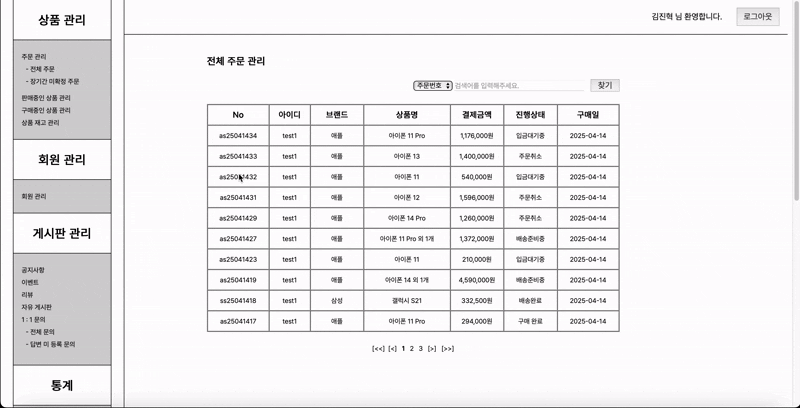 상품 관리
주문 관리
- 전체 주문
- 장기간 미확정 주문
판매중인 상품 관리
구매중인 상품 관리
상품 재고 관리
회원 관리
회원 관리
게시판 관리
공지사항
이벤트
리뷰
자유 게시판
1 : 1 문의
- 전체 문의
- 답변 미 등록 문의
통계
김진혁 님 환영합니다. 로그아웃
전체 주문 관리
주문번호 검색어를 입력해주세요. 찾기
No 아이디 브랜드 상품명 결제금액 진행상태 구매일
as25041434 test1 애플 아이폰 11 Pro 1,176,000원 입금대기중 2025-04-14
as25041433 test1 애플 아이폰 13 1,400,000원 주문취소 2025-04-14
as25041432 test1 애플 아이폰 11 540,000원 입금대기중 2025-04-14
as25041431 test1 애플 아이폰 12 1,596,000원 주문취소 2025-04-14
as25041429 test1 애플 아이폰 14 Pro 1,260,000원 주문취소 2025-04-14
as25041427 test1 애플 아이폰 11 Pro 외 1개 1,372,000원 배송준비중 2025-04-14
as25041423 test1 애플 아이폰 11 210,000원 입금대기중 2025-04-14
as25041419 test1 애플 아이폰 14 외 1개 4,590,000원 배송준비중 2025-04-14
ss25041418 test1 삼성 갤럭시 S21 332,500원 배송완료 2025-04-14
as25041417 test1 애플 아이폰 11 Pro 294,000원 구매 완료 2025-04-14
[<<] [<] 1 2 3 [>] [>>]